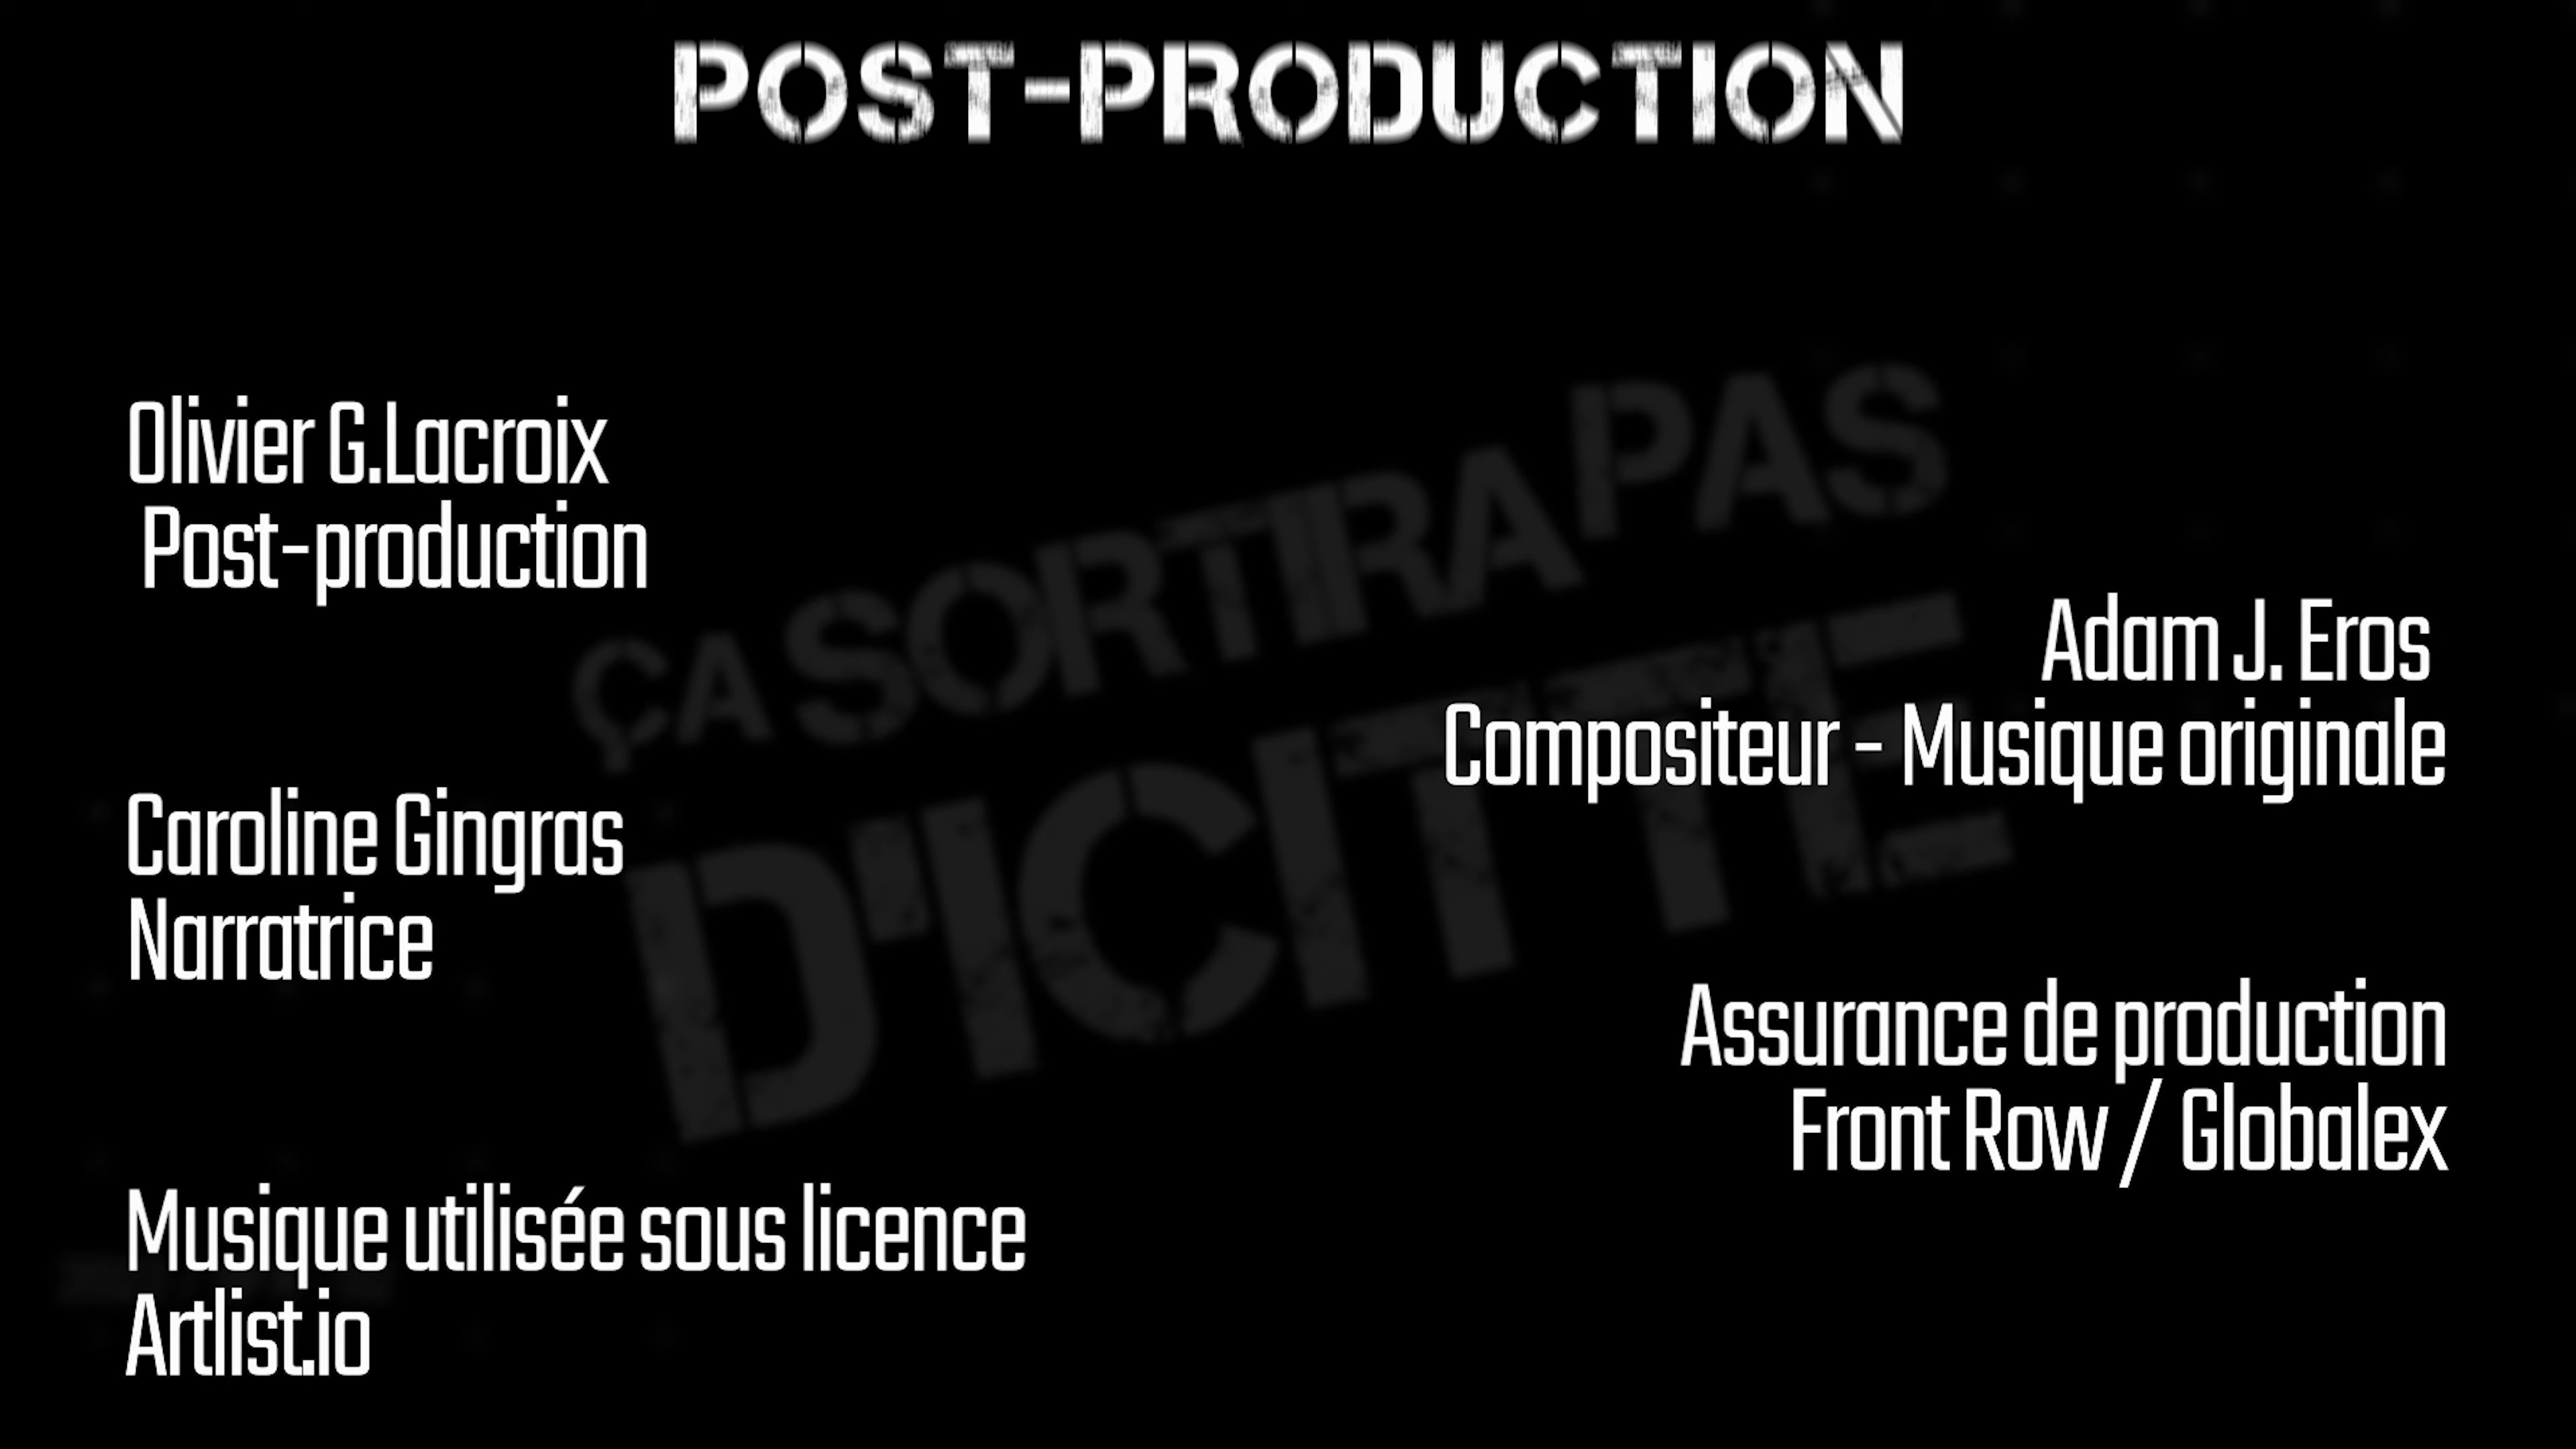 POST-PRODUCTION
Olivier G.Lacroix
Post-production
Adam J. Eros
Compositeur - Musique originale
Caroline Gingras
Narratrice
Assurance de production
Front Row / Globalex
Musique utilisée sous licence
Artlist.io
ÇA SORTIRA PAS
D'ICITTE